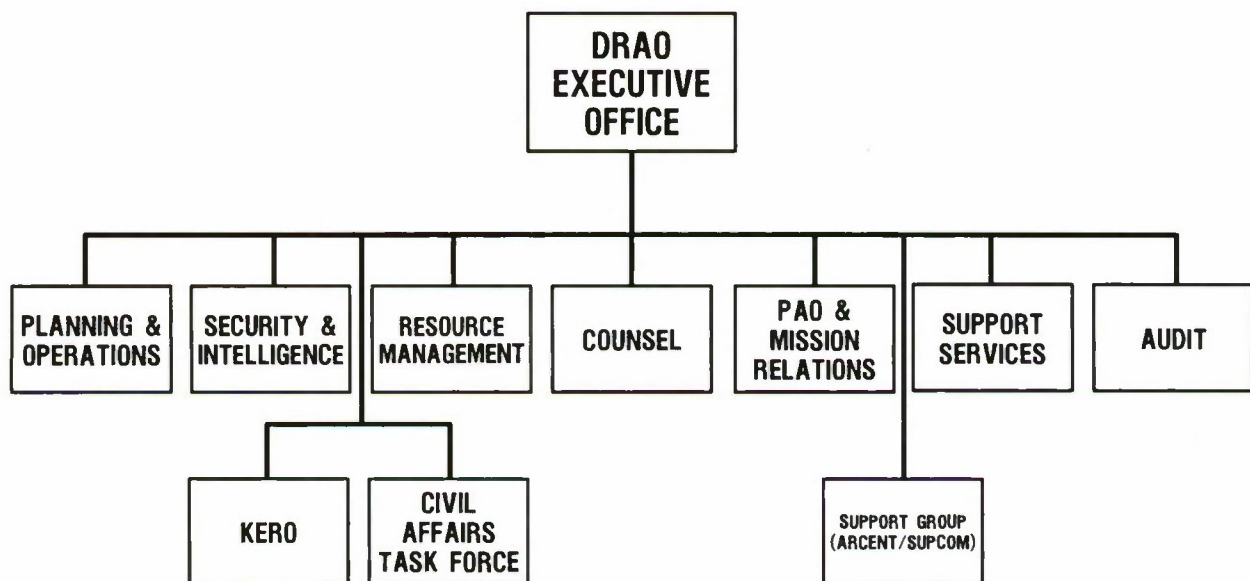 DRAO
EXECUTIVE
OFFICE
PLANNING &
OPERATIONS
SECURITY &
INTELLIGENCE
RESOURCE
MANAGEMENT
COUNSEL
PAO &
MISSION
RELATIONS
SUPPORT
SERVICES
AUDIT
KERO
CIVIL
AFFAIRS
TASK FORCE
SUPPORT GROUP
(ARCENT/SUPCOM)